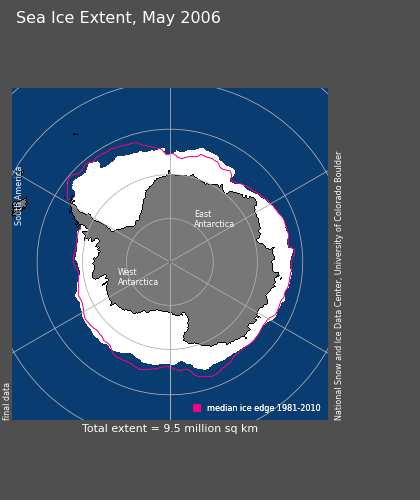 Sea Ice Extent, May 2006
South America
East
Antarctica
West
Antarctica
National Snow and Ice Data Center, University of Colorado Boulder
final data
median ice edge 1981-2010
Total extent = 9.5 million sq km